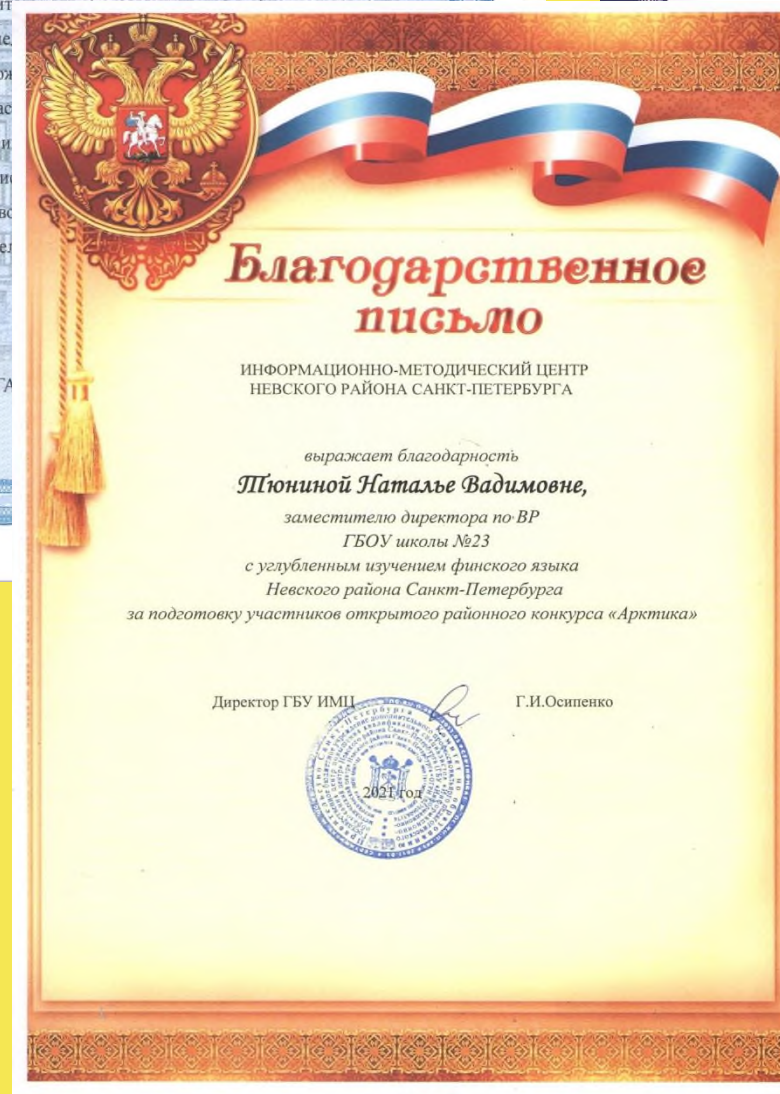 Благодарственное
письмо
ИНФОРМАЦИОННО-МЕТОДИЧЕСКИЙ ЦЕНТР
НЕВСКОГО РАЙОНА САНКТ-ПЕТЕРБУРГА
выражает благодарность
Тюниной Наталье Вадимовне,
заместителю директора по ВР
ГБОУ школы №23
с углубленным изучением финского языка
Невского района Санкт-Петербурга
за подготовку участников открытого районного конкурса «Арктика»
Директор ГБУ ИМЦ Г.И.Осипенко
2021 год